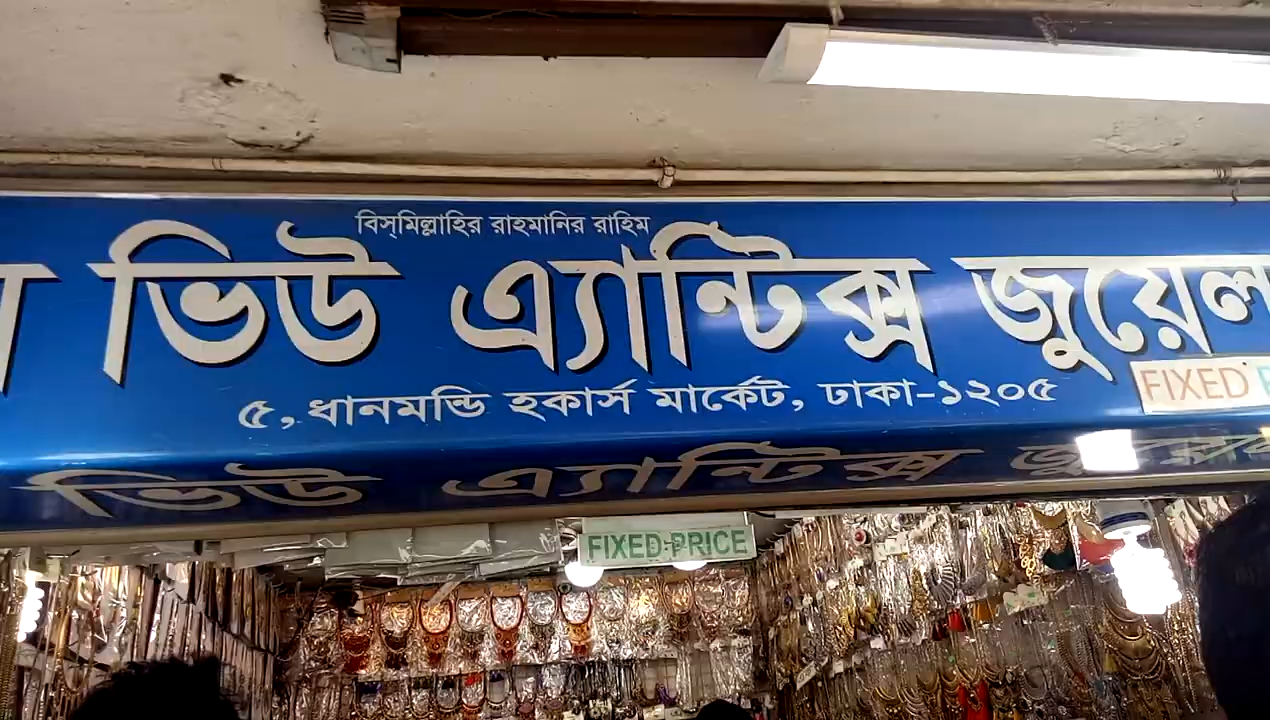 বিস্‌মিল্লাহির রাহমানির রাহিম
ভিউ এ্যান্টিক্স জুয়েল
৫, ধানমন্ডি হকার্স মার্কেট, ঢাকা-১২০৫
FIXED
ভিউ এ্যান্টিক্স
FIXED-PRICE